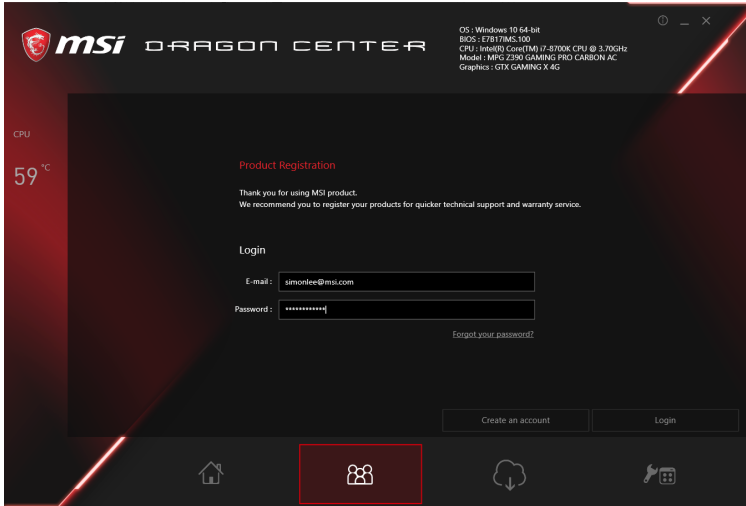 msi DRAGON CENTER
OS : Windows 10 64-bit
BIOS : E7B17IMS.100
CPU : Intel(R) Core(TM) i7-8700K CPU @ 3.70GHz
Model : MPG Z390 GAMING PRO CARBON AC
Graphics : GTX GAMING X 4G
CPU
59 °C
Product Registration
Thank you for using MSI product.
We recommend you to register your products for quicker technical support and warranty service.
Login
E-mail : simonlee@msi.com
Password : ************
Forgot your password?
Create an account
Login